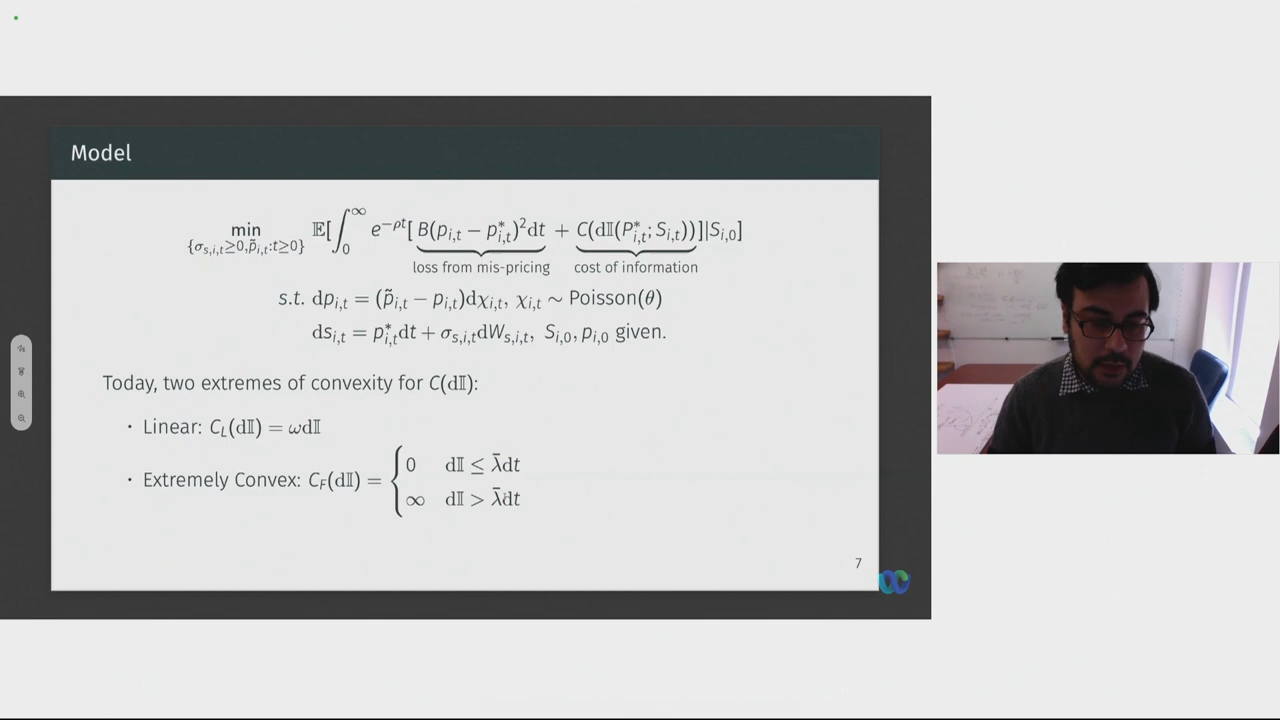 Model
min_{σ_{s,i,t}≥0, p̃_{i,t}:t≥0} 𝔼[∫_0^∞ e^{−ρt}[B(p_{i,t} − p*_{i,t})²dt + C(d𝕀(P*_{i,t}; S_{i,t}))]|S_{i,0}]
loss from mis-pricing cost of information
s.t. dp_{i,t} = (p̃_{i,t} − p_{i,t})dχ_{i,t}, χ_{i,t} ∼ Poisson(θ)
ds_{i,t} = p*_{i,t}dt + σ_{s,i,t}dW_{s,i,t}, S_{i,0}, p_{i,0} given.
Today, two extremes of convexity for C(d𝕀):
· Linear: C_L(d𝕀) = ωd𝕀
· Extremely Convex: C_F(d𝕀) = { 0 d𝕀 ≤ λ̄dt
∞ d𝕀 > λ̄dt
7